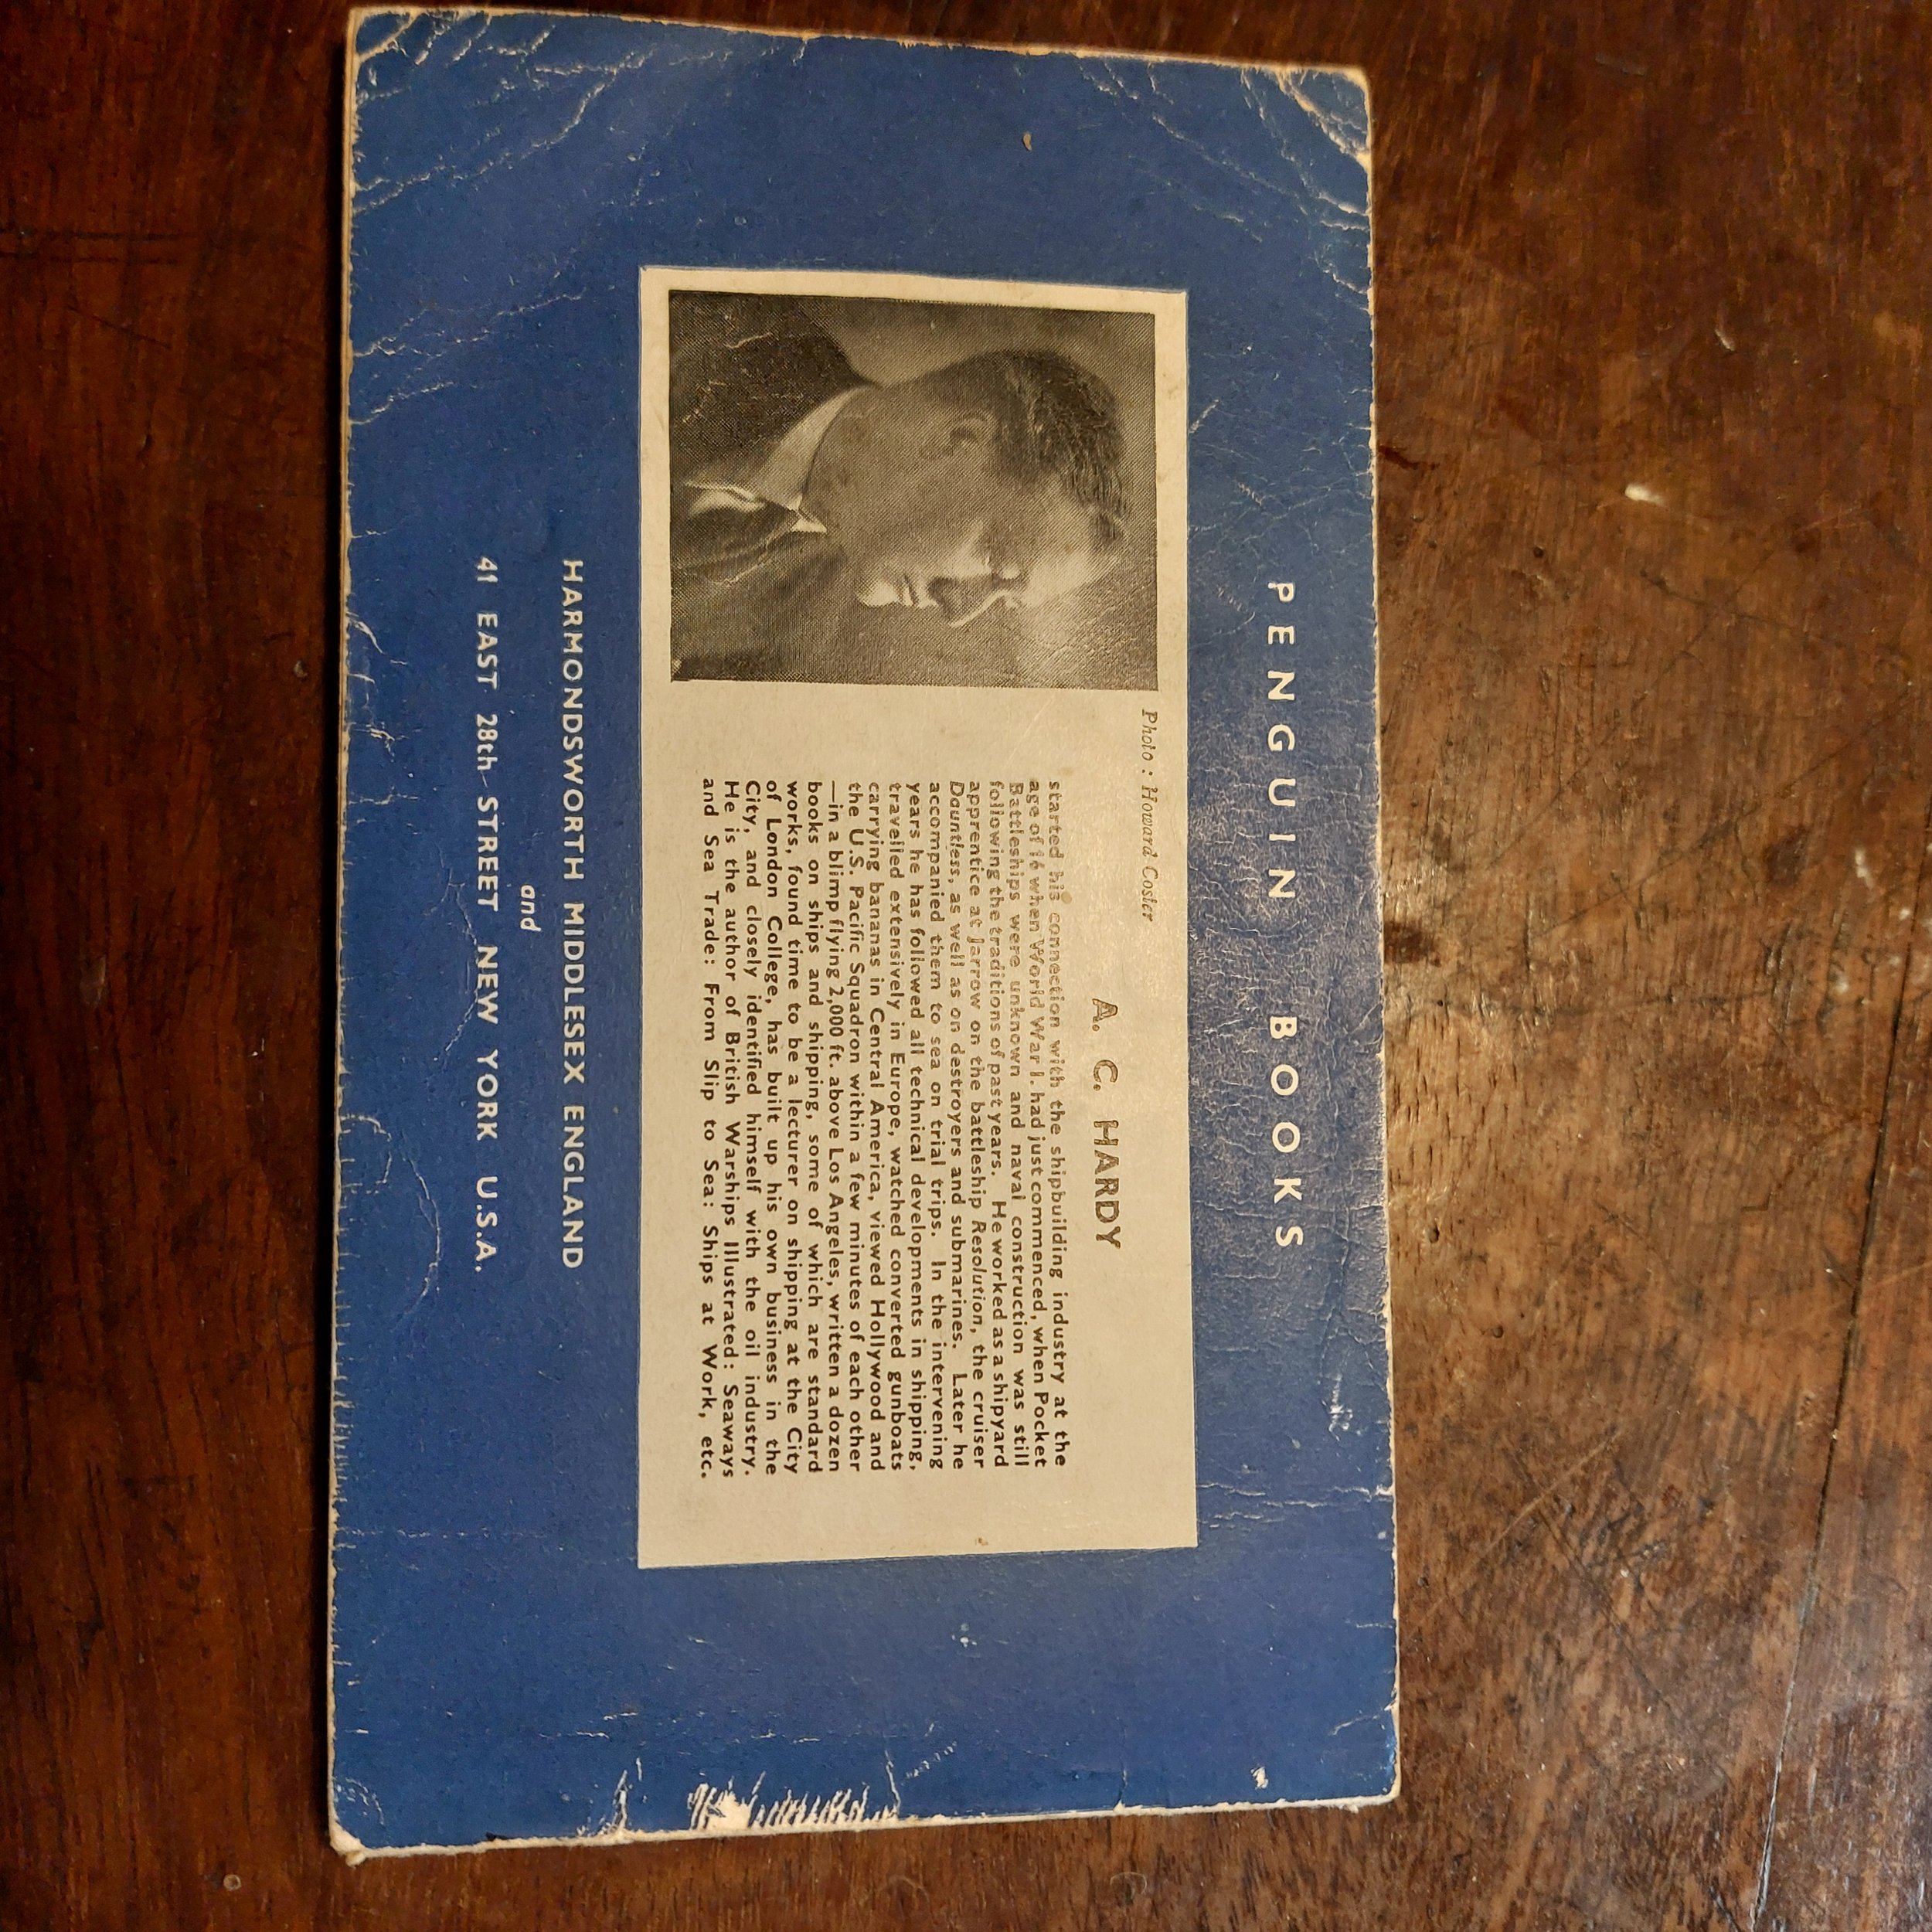 PENGUIN BOOKS
Photo : Howard Coster
A. C. HARDY
started his connection with the shipbuilding industry at the
age of 16 when World War I. had just commenced, when Pocket
Battleships were unknown and naval construction was still
following the traditions of past years. He worked as a shipyard
apprentice at Jarrow on the battleship Resolution, the cruiser
Dauntless, as well as on destroyers and submarines. Later he
accompanied them to sea on trial trips. In the intervening
years he has followed all technical developments in shipping,
travelled extensively in Europe, watched converted gunboats
carrying bananas in Central America, viewed Hollywood and
the U.S. Pacific Squadron within a few minutes of each other
—in a blimp flying 2,000 ft. above Los Angeles, written a dozen
books on ships and shipping, some of which are standard
works, found time to be a lecturer on shipping at the City
of London College, has built up his own business in the
City, and closely identified himself with the oil industry.
He is the author of British Warships Illustrated: Seaways
and Sea Trade: From Slip to Sea: Ships at Work, etc.
HARMONDSWORTH MIDDLESEX ENGLAND
and
41 EAST 28th STREET NEW YORK U.S.A.